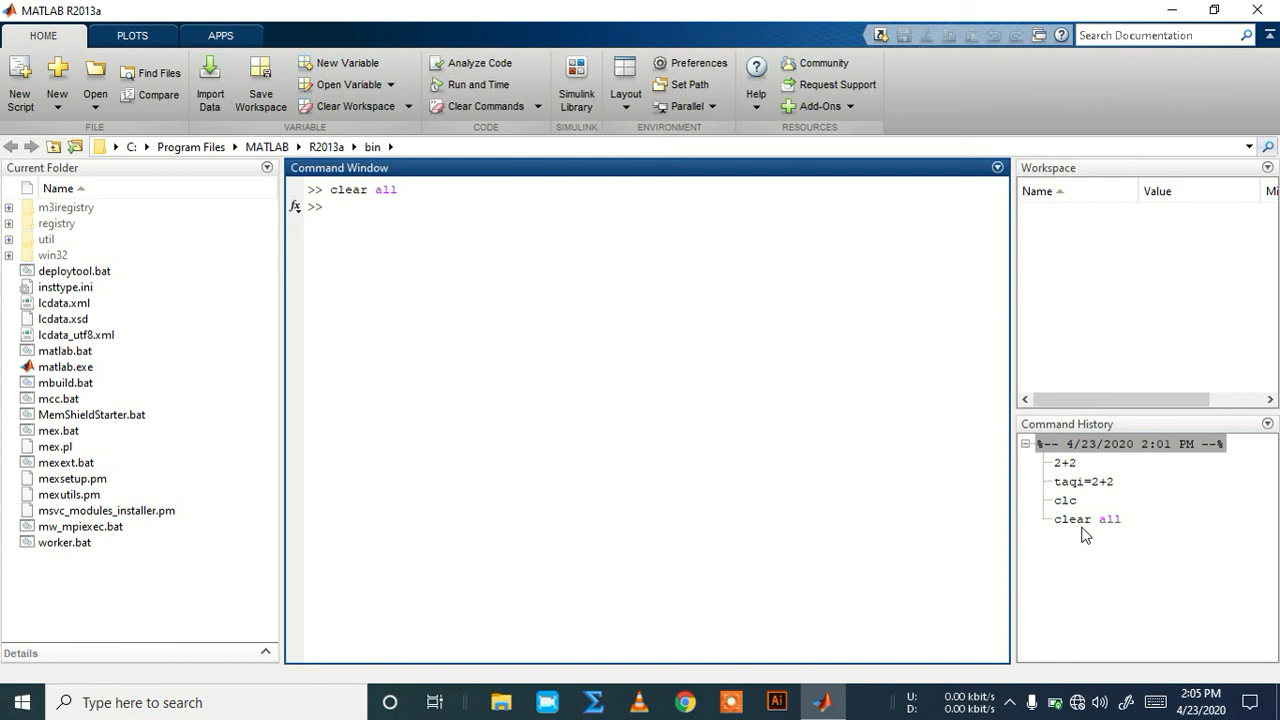 MATLAB R2013a
HOME PLOTS APPS
Search Documentation
New Script
New
Open
Find Files
Compare
FILE
Import Data
Save Workspace
New Variable
Open Variable
Clear Workspace
VARIABLE
Analyze Code
Run and Time
Clear Commands
CODE
Simulink Library
SIMULINK
Layout
Preferences
Set Path
Parallel
ENVIRONMENT
Help
Community
Request Support
Add-Ons
RESOURCES
C: Program Files MATLAB R2013a bin
Current Folder
Name
m3iregistry
registry
util
win32
deploytool.bat
insttype.ini
lcdata.xml
lcdata.xsd
lcdata_utf8.xml
matlab.bat
matlab.exe
mbuild.bat
mcc.bat
MemShieldStarter.bat
mex.bat
mex.pl
mexext.bat
mexsetup.pm
mexutils.pm
msvc_modules_installer.pm
mw_mpiexec.bat
worker.bat
Details
Command Window
>> clear all
fx >>
Workspace
Name Value Mi
Command History
%-- 4/23/2020 2:01 PM --%
2+2
taqi=2+2
clc
clear all
Type here to search
Ai
U: 0.00 kbit/s
D: 0.00 kbit/s
2:05 PM
4/23/2020